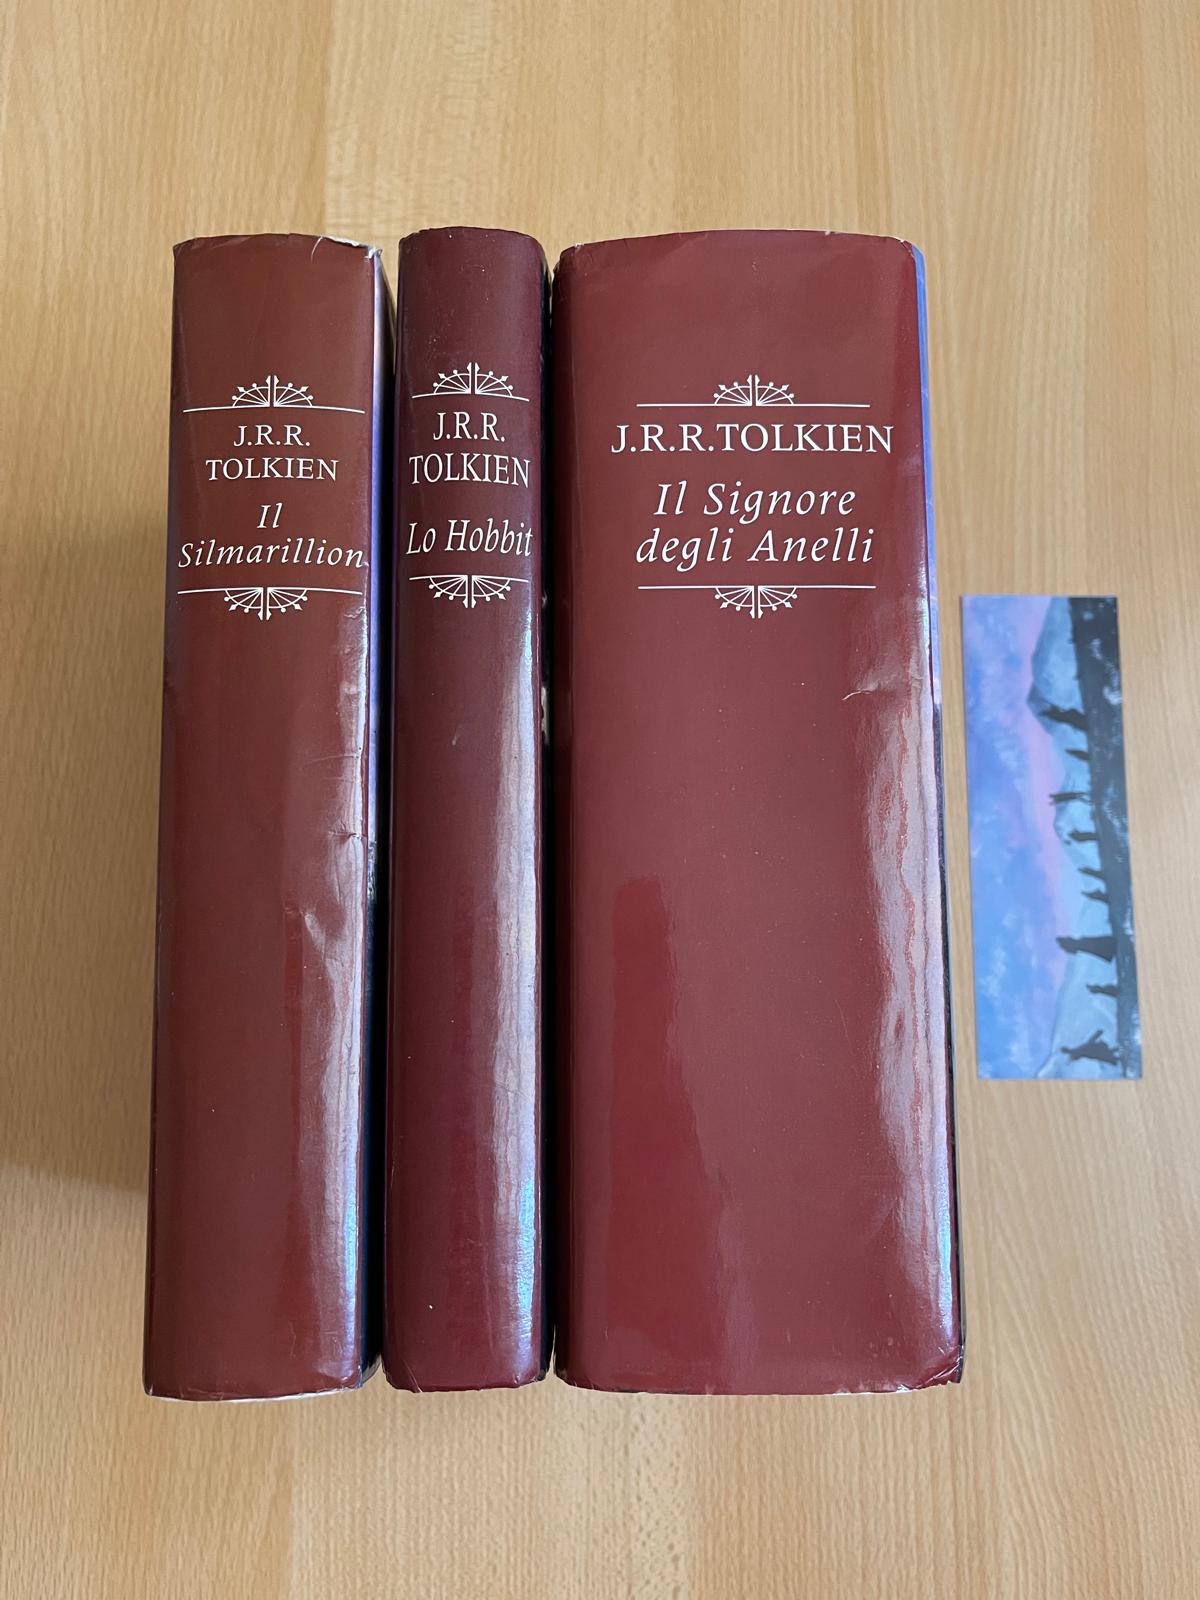 J.R.R.
TOLKIEN
Il
Silmarillion
J.R.R.
TOLKIEN
Lo Hobbit
J.R.R.TOLKIEN
Il Signore
degli Anelli